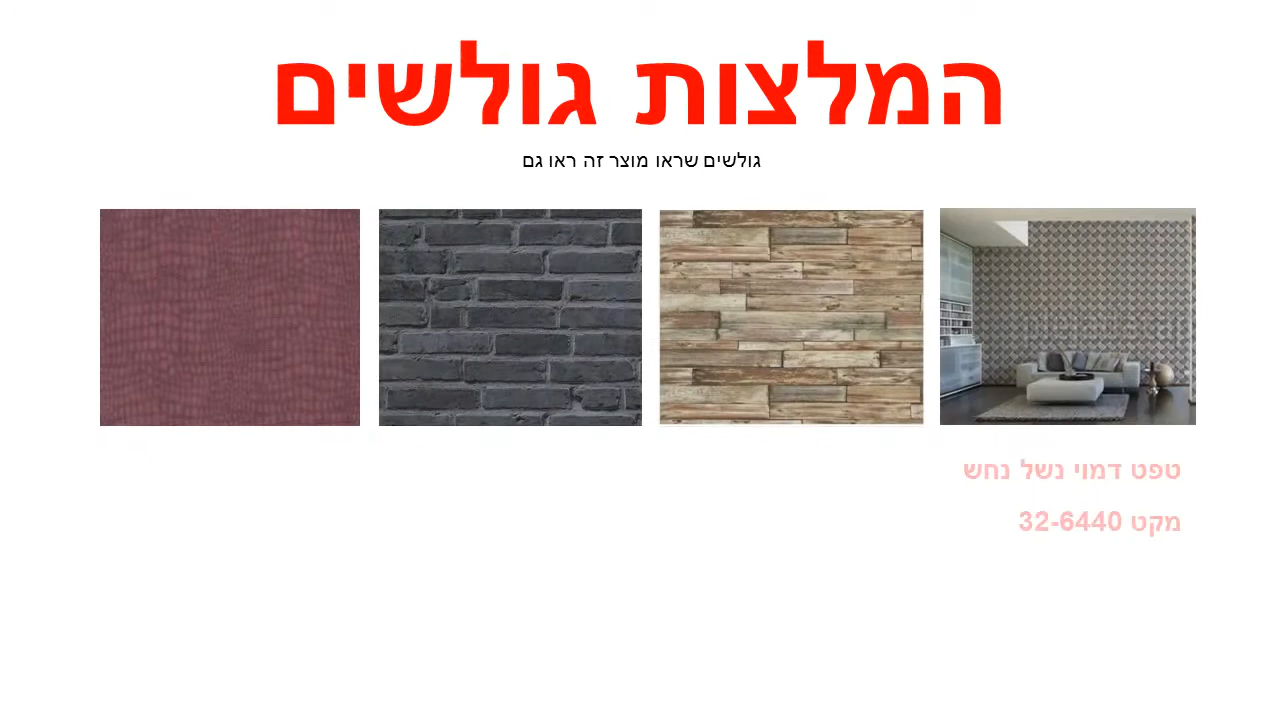 המלצות גולשים
גולשים שראו מוצר זה ראו גם
טפט דמוי נשל נחש
מקט 32-6440